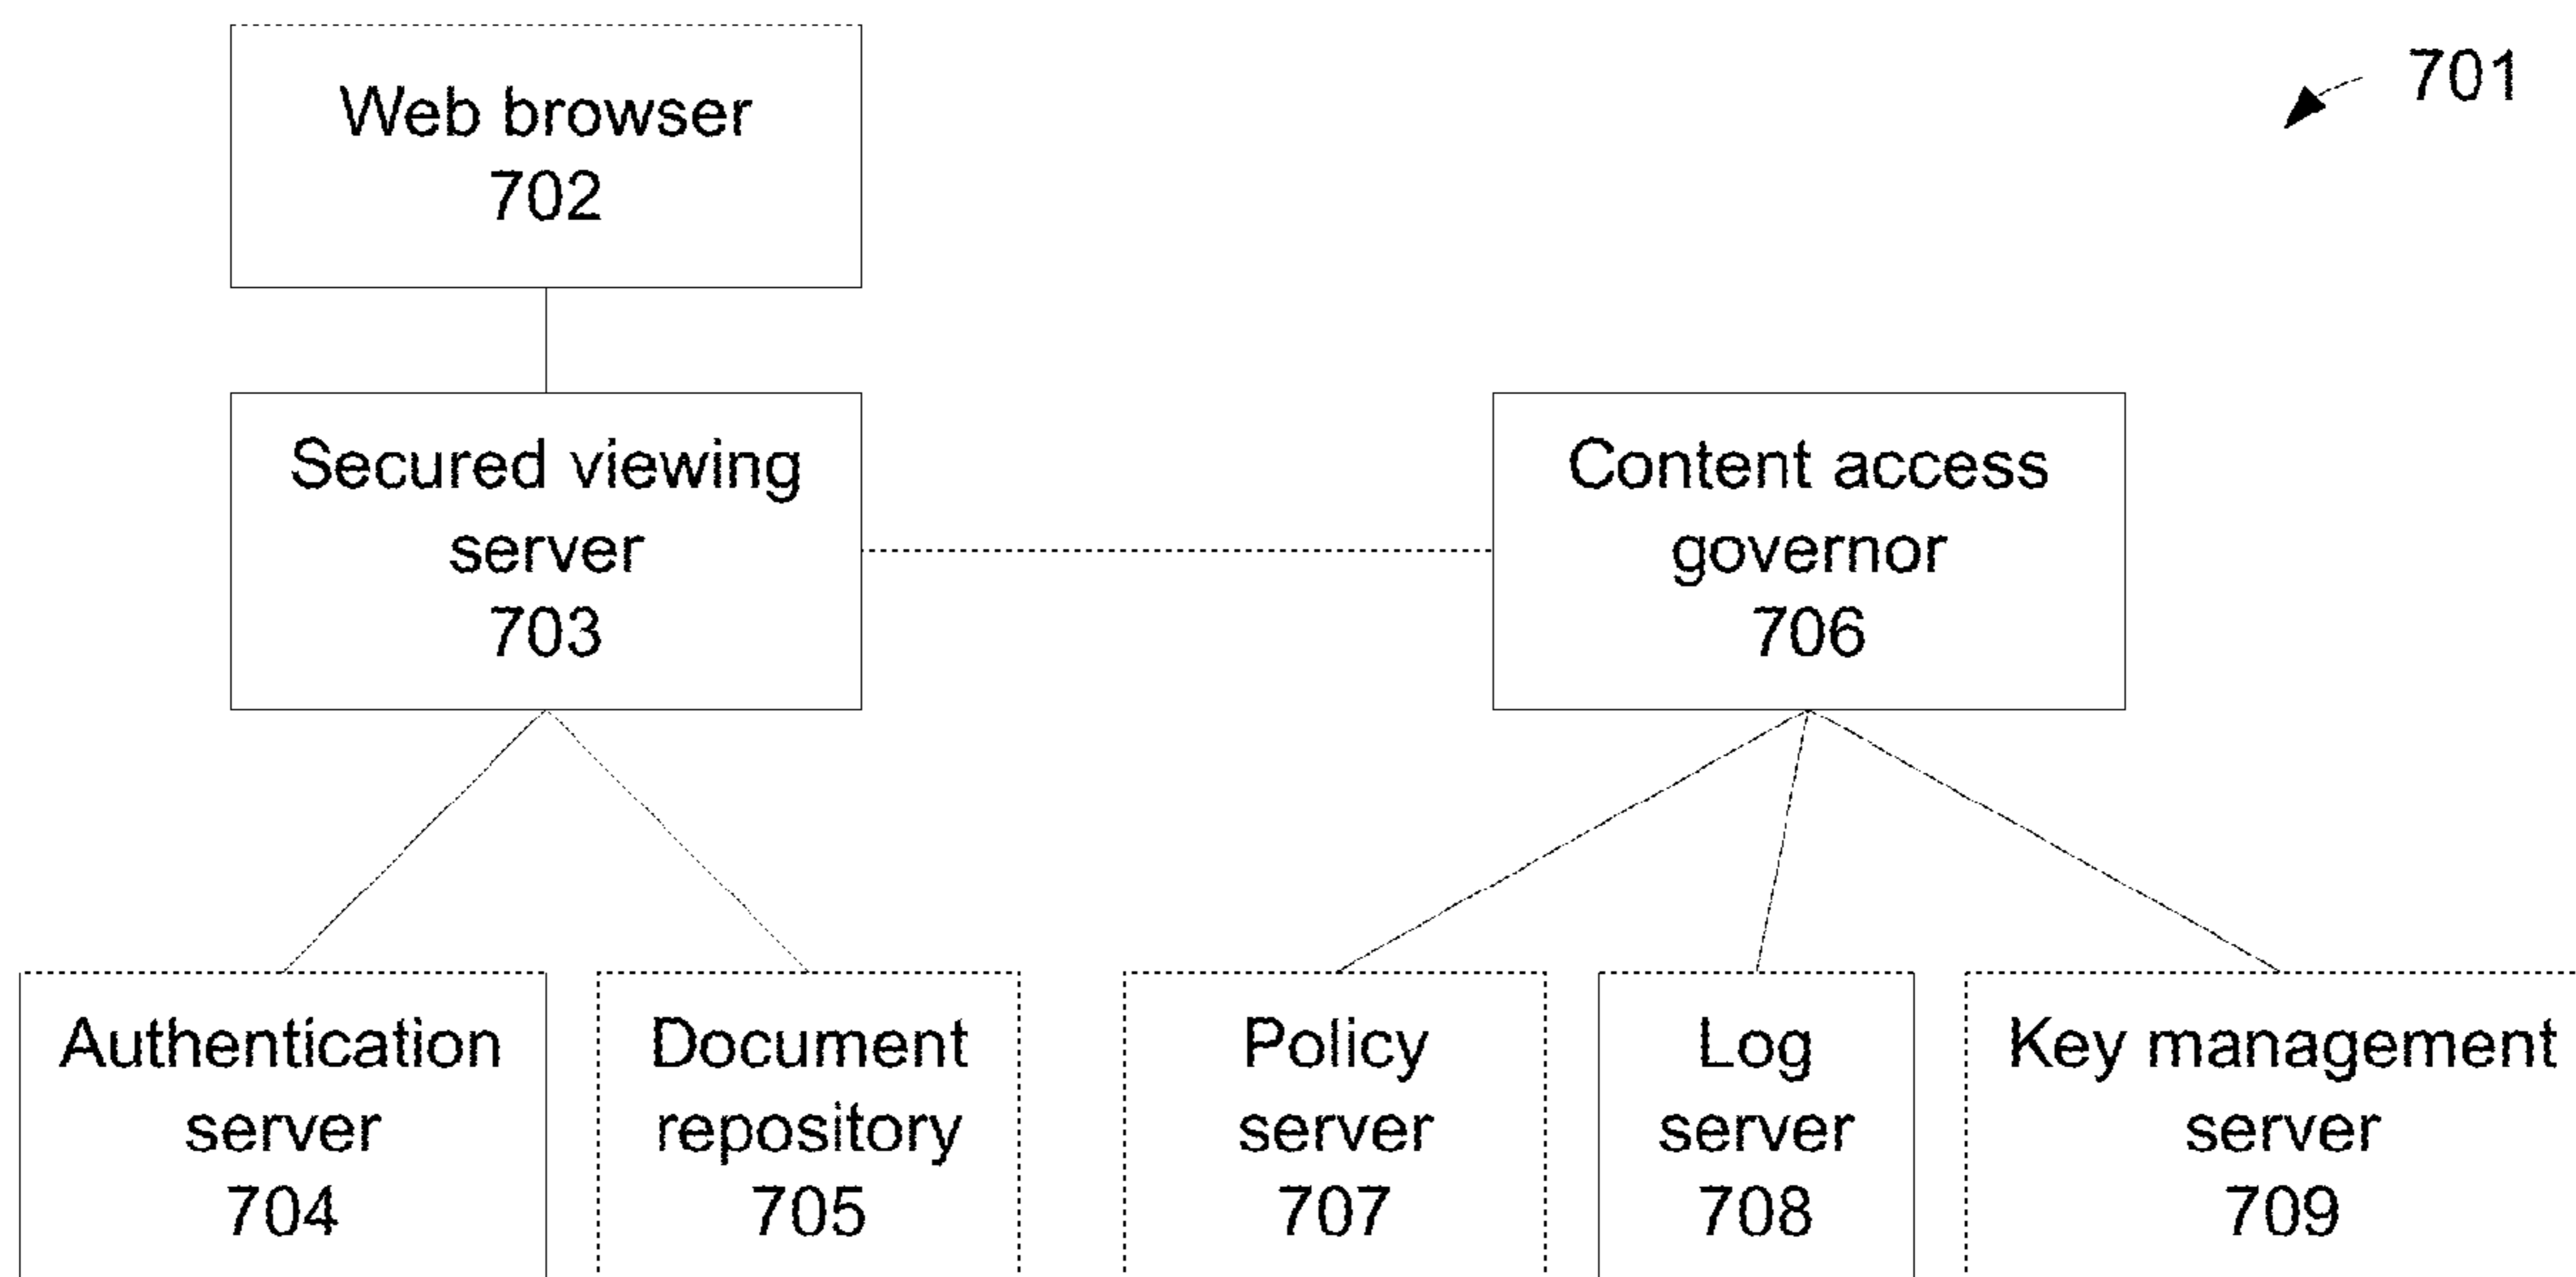 Web browser
702
701
Secured viewing
server
703
Content access
governor
706
Authentication
server
704
Document
repository
705
Policy
server
707
Log
server
708
Key management
server
709